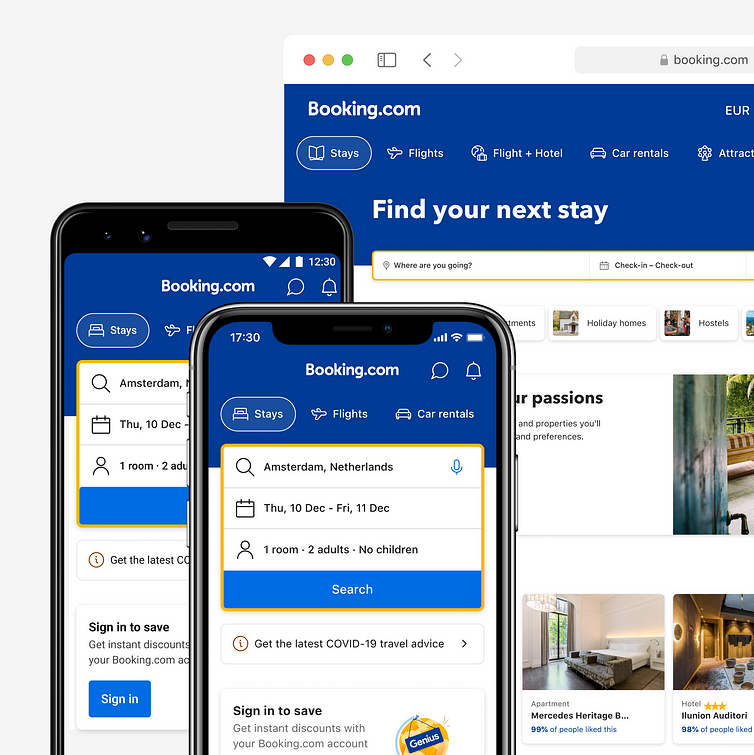 booking.com
Booking.com
EUR
Stays
Flights
Flight + Hotel
Car rentals
Attract
Find your next stay
Where are you going?
Check-in – Check-out
tments
Holiday homes
Hostels
ur passions
and properties you'll
and preferences.
Apartment
Mercedes Heritage B...
99% of people liked this
Hotel
Ilunion Auditori
98% of people liked
12:30
Booking.com
Stays
Fl
Amsterdam, N
Thu, 10 Dec -
1 room · 2 adu
Get the latest CO
Sign in to save
Get instant discounts
your Booking.com ac
Sign in
17:30
Booking.com
Stays
Flights
Car rentals
Amsterdam, Netherlands
Thu, 10 Dec - Fri, 11 Dec
1 room · 2 adults · No children
Search
Get the latest COVID-19 travel advice
Sign in to save
Get instant discounts with
your Booking.com account
Genius